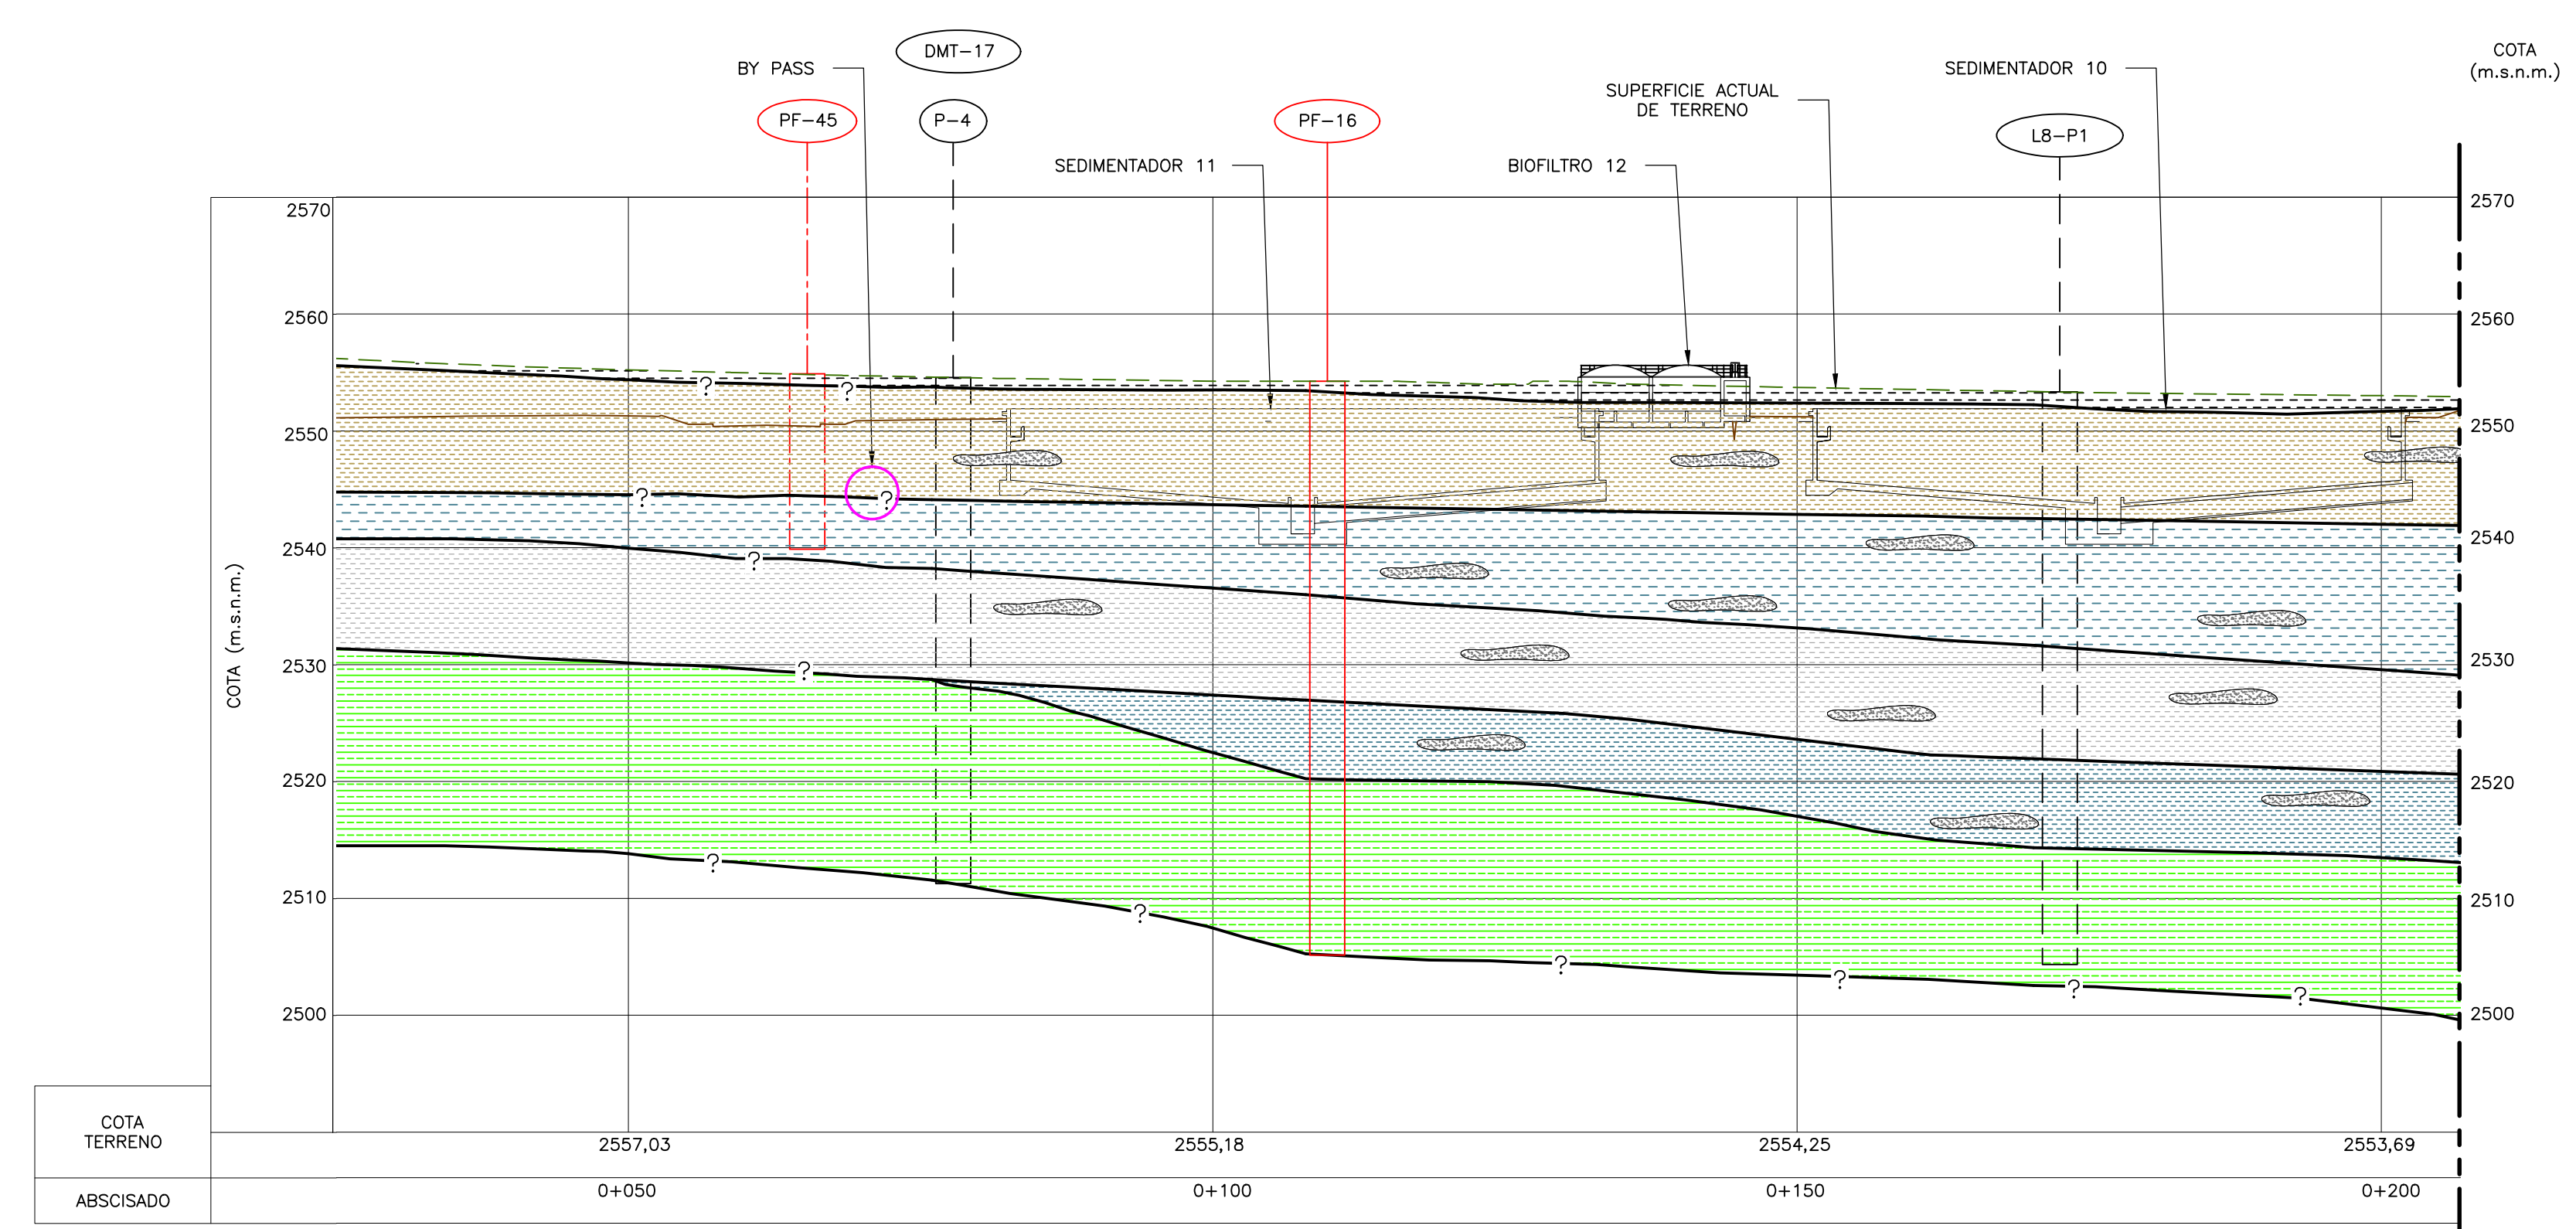 DMT-17
COTA
(m.s.n.m.)
BY PASS
SEDIMENTADOR 10
SUPERFICIE ACTUAL
DE TERRENO
PF-45
P-4
PF-16
L8-P1
SEDIMENTADOR 11
BIOFILTRO 12
2570
2570
2560
2560
? ?
2550
2550
? ?
2540
2540
?
COTA (m.s.n.m.)
2530
2530
?
2520
2520
?
2510
2510
?
? ? ? ?
2500
2500
COTA
TERRENO
2557,03 2555,18 2554,25 2553,69
ABSCISADO
0+050 0+100 0+150 0+200